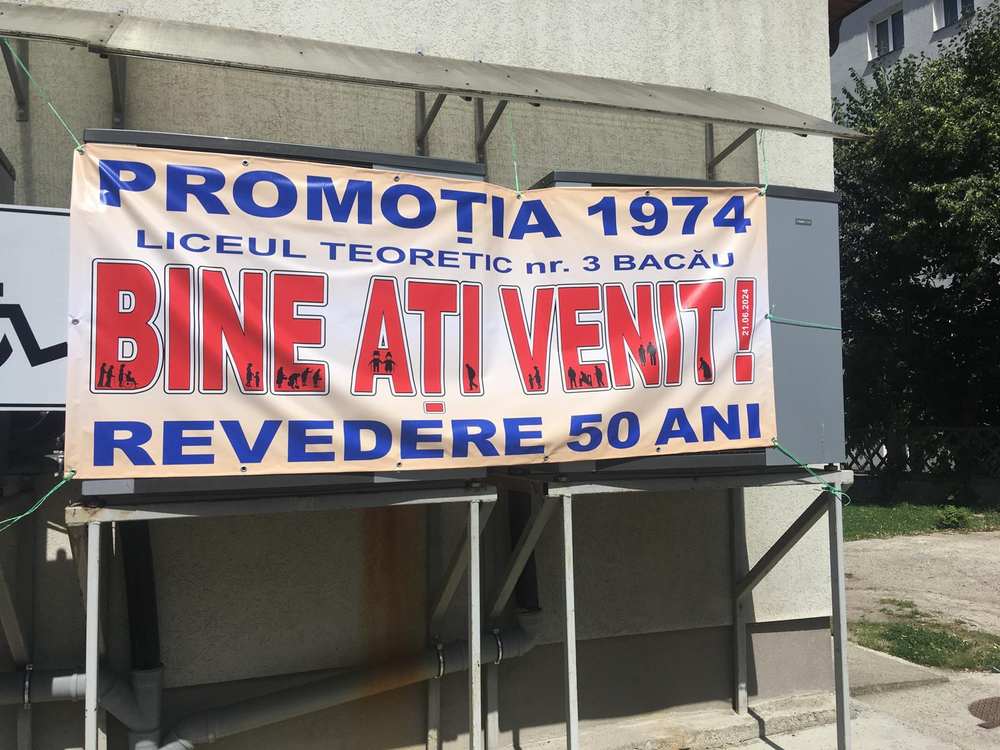 PROMOȚIA 1974
LICEUL TEORETIC nr. 3 BACĂU
BINE AȚI VENIT!
21.06.2024
REVEDERE 50 ANI